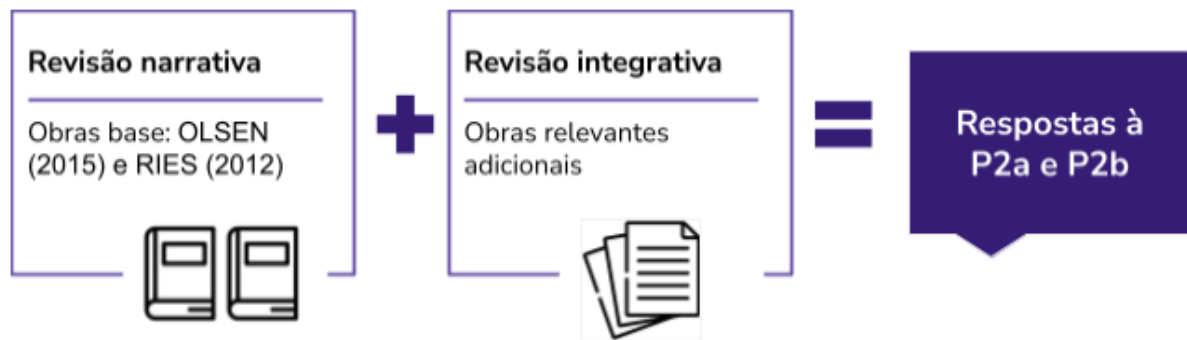 Revisão narrativa
Obras base: OLSEN
(2015) e RIES (2012)
Revisão integrativa
Obras relevantes
adicionais
Respostas à
P2a e P2b